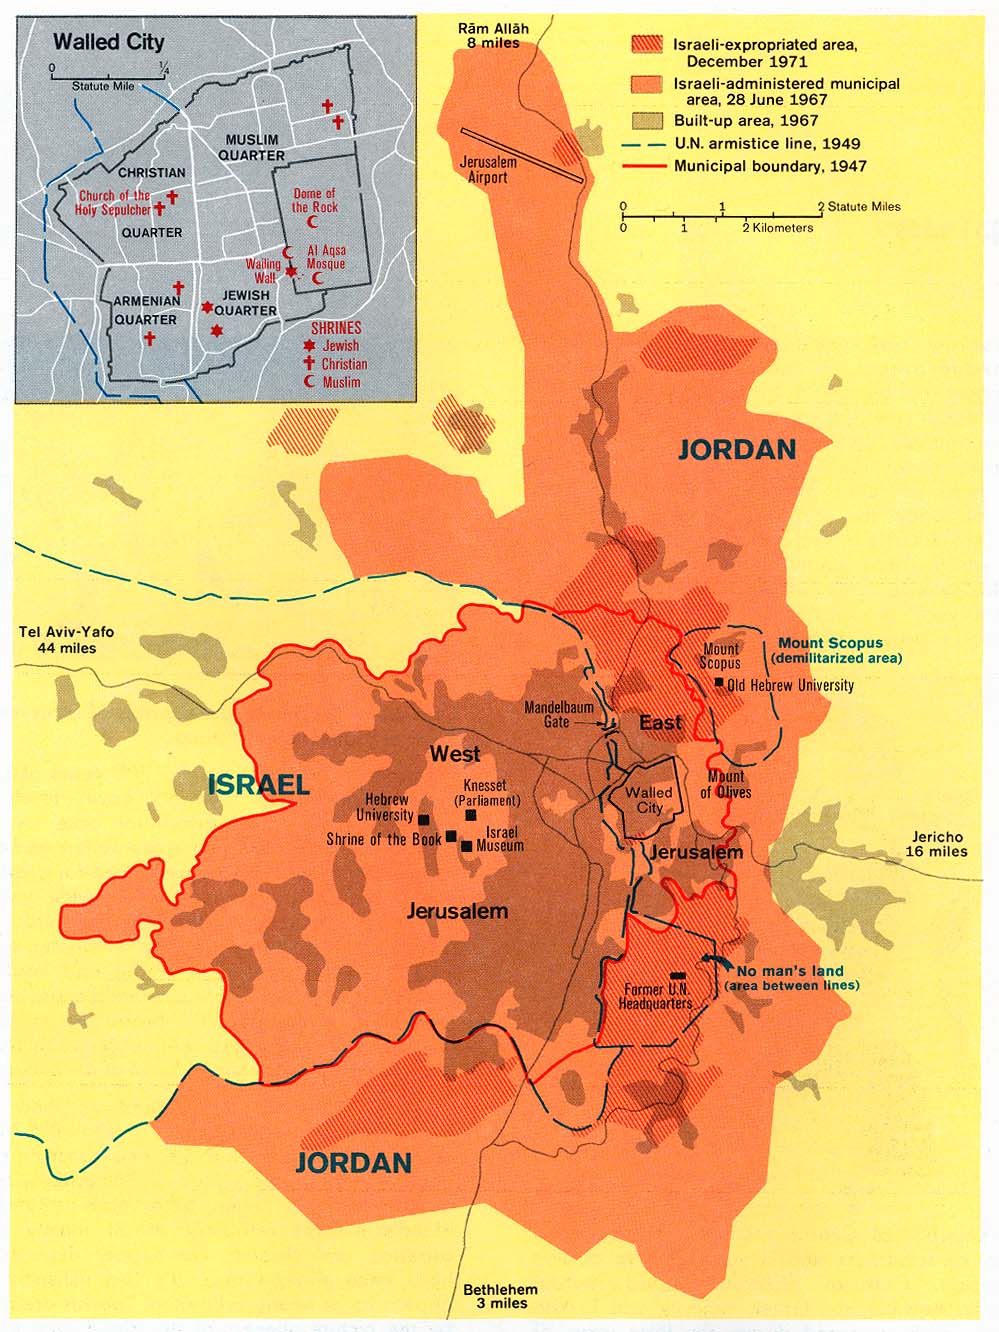 Walled City
0 1/4
Statute Mile
MUSLIM
QUARTER
CHRISTIAN
Church of the
Holy Sepulcher
QUARTER
Dome of
the Rock
Al Aqsa
Mosque
Wailing
Wall
ARMENIAN
QUARTER
JEWISH
QUARTER
SHRINES
Jewish
Christian
Muslim
Rām Allāh
8 miles
Israeli-expropriated area,
December 1971
Israeli-administered municipal
area, 28 June 1967
Built-up area, 1967
U.N. armistice line, 1949
Municipal boundary, 1947
0 1 2 Statute Miles
0 1 2 Kilometers
Jerusalem
Airport
JORDAN
Tel Aviv-Yafo
44 miles
Mount Scopus
(demilitarized area)
Mount
Scopus
Old Hebrew University
Mandelbaum
Gate
East
West
ISRAEL
Knesset
(Parliament)
Hebrew
University
Shrine of the Book
Israel
Museum
Walled
City
Mount
of Olives
Jericho
16 miles
Jerusalem
Jerusalem
No man's land
(area between lines)
Former U.N.
Headquarters
JORDAN
Bethlehem
3 miles